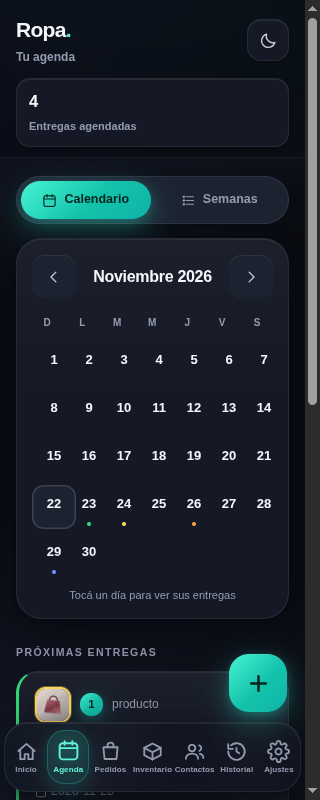 Ropa.
Tu agenda
4
Entregas agendadas
Calendario Semanas
Noviembre 2026
D L M M J V S
1 2 3 4 5 6 7
8 9 10 11 12 13 14
15 16 17 18 19 20 21
22 23 24 25 26 27 28
29 30
Tocá un día para ver sus entregas
PRÓXIMAS ENTREGAS
1 producto
Inicio Agenda Pedidos Inventario Contactos Historial Ajustes